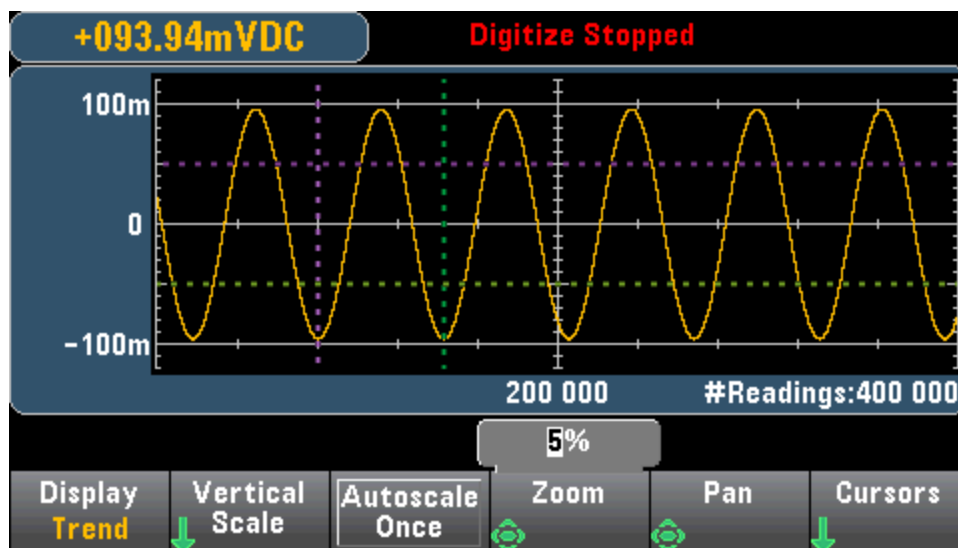 +093.94mVDC
Digitize Stopped
100m
0
-100m
200 000
#Readings:400 000
5%
Display
Trend
Vertical
Scale
Autoscale
Once
Zoom
Pan
Cursors